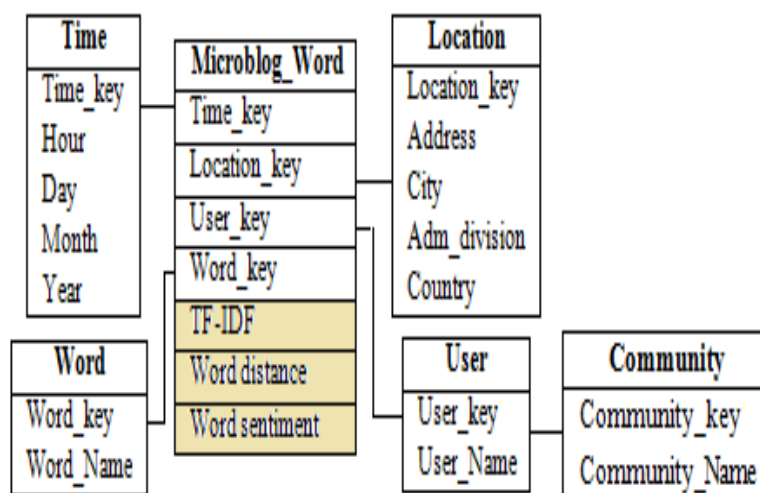 Time
Time_key
Hour
Day
Month
Year
Microblog_Word
Time_key
Location_key
User_key
Word_key
TF-IDF
Word distance
Word sentiment
Location
Location_key
Address
City
Adm_division
Country
Word
Word_key
Word_Name
User
User_key
User_Name
Community
Community_key
Community_Name